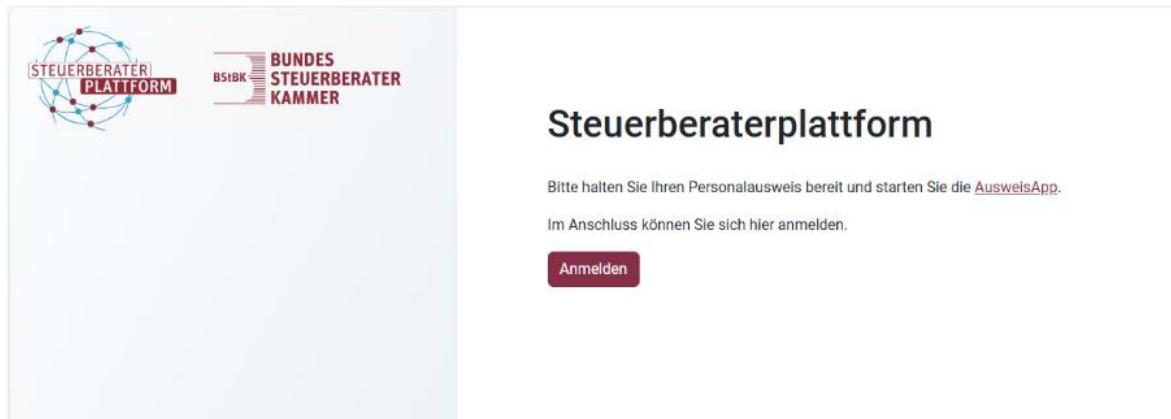 STEUERBERATER
PLATTFORM
BStBK
BUNDES
STEUERBERATER
KAMMER
Steuerberaterplattform
Bitte halten Sie Ihren Personalausweis bereit und starten Sie die AusweisApp.
Im Anschluss können Sie sich hier anmelden.
Anmelden